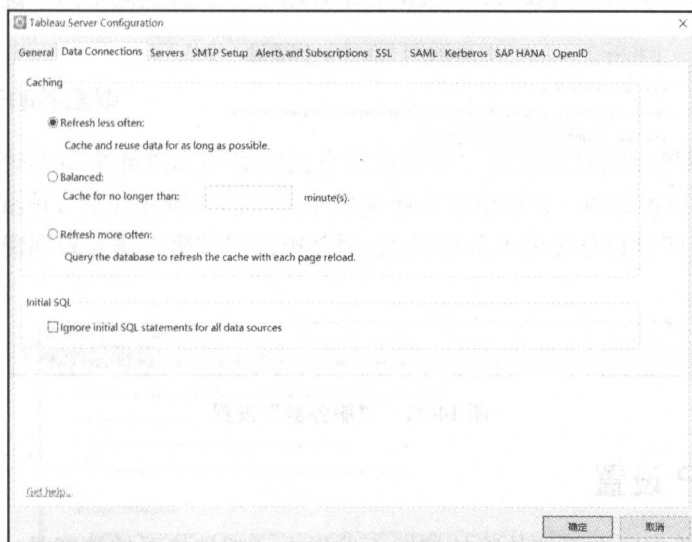 Tableau Server Configuration
General Data Connections Servers SMTP Setup Alerts and Subscriptions SSL SAML Kerberos SAP HANA OpenID
Caching
Refresh less often:
Cache and reuse data for as long as possible.
Balanced:
Cache for no longer than: minute(s).
Refresh more often:
Query the database to refresh the cache with each page reload.
Initial SQL
Ignore initial SQL statements for all data sources
Get help...
确定 取消